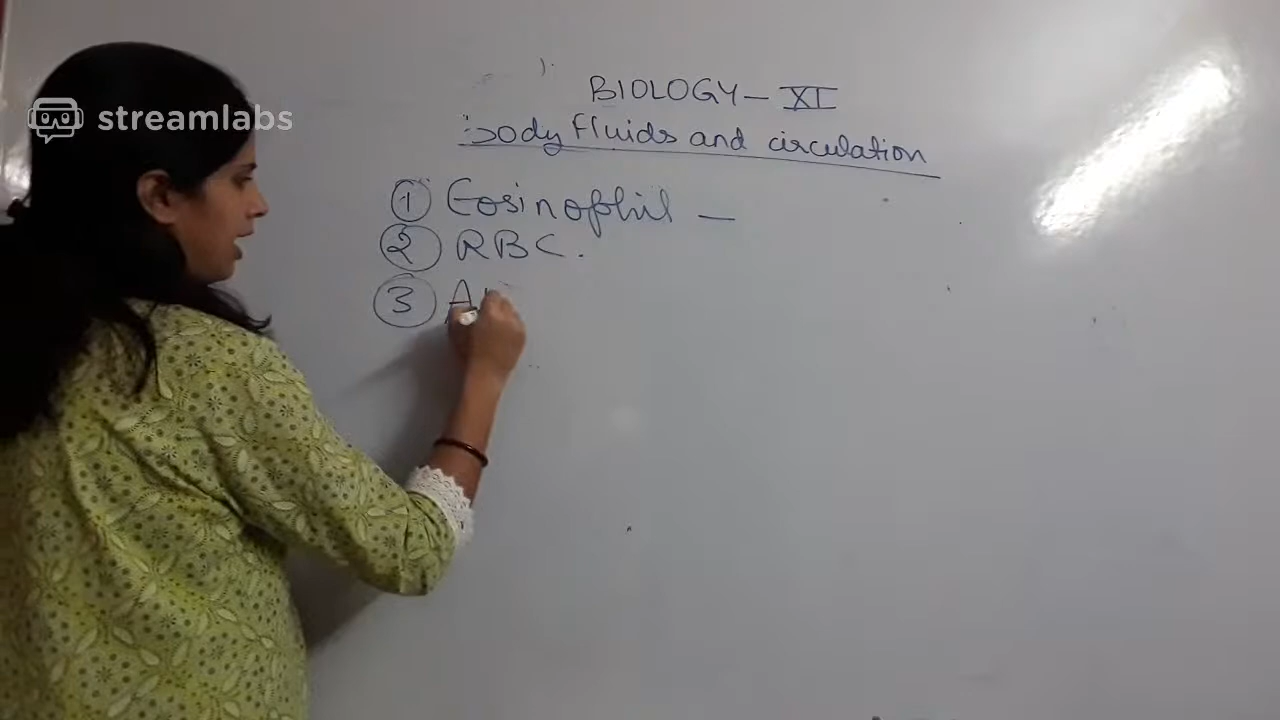 streamlabs
BIOLOGY - XI
Body fluids and circulation
① Eosinophil —
② RBC.
③ A